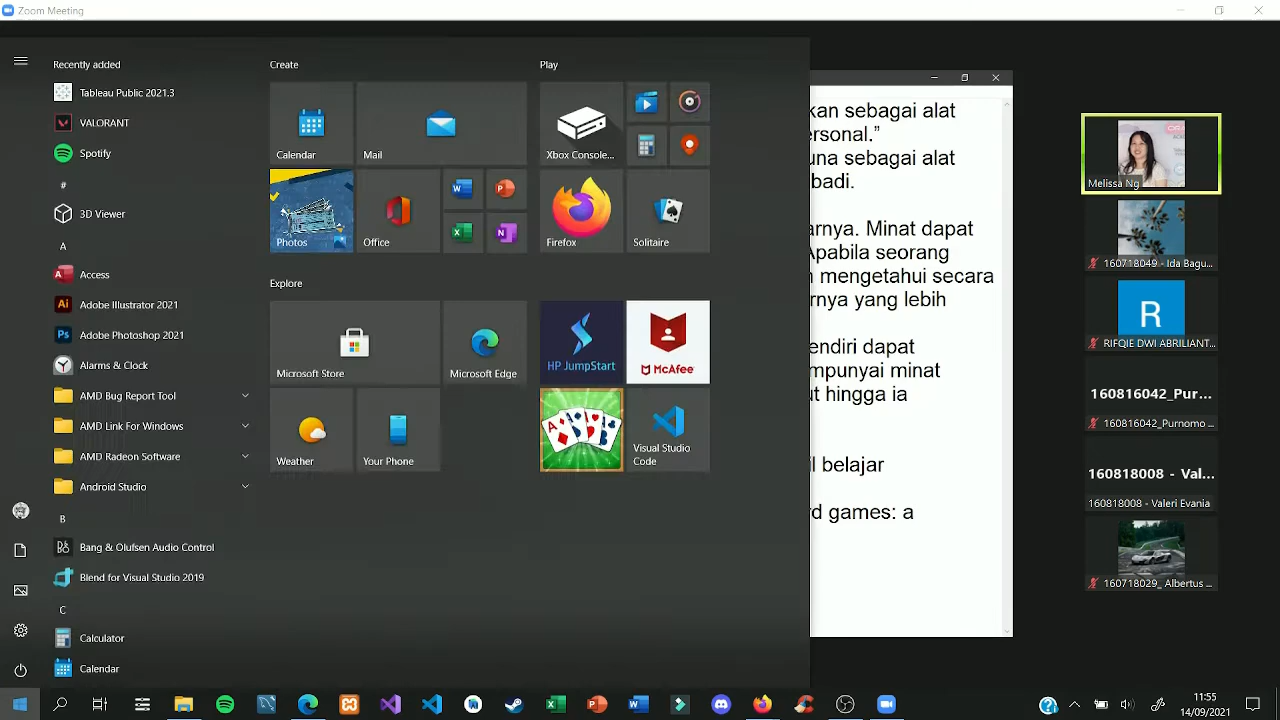 Zoom Meeting
Recently added
Tableau Public 2021.3
VALORANT
Spotify
#
3D Viewer
A
Access
Adobe Illustrator 2021
Adobe Photoshop 2021
Alarms & Clock
AMD Bug Report Tool
AMD Link For Windows
AMD Radeon Software
Android Studio
B
Bang & Olufsen Audio Control
Blend for Visual Studio 2019
C
Calculator
Calendar
Create
Calendar
Mail
Photos
Office
Explore
Microsoft Store
Microsoft Edge
Weather
Your Phone
Play
Xbox Console...
Firefox
Solitaire
HP JumpStart
McAfee
Visual Studio
Code
kan sebagai alat
ersonal.”
una sebagai alat
badi.
arnya. Minat dapat
Apabila seorang
mengetahui secara
rnya yang lebih
endiri dapat
mpunyai minat
ut hingga ia
il belajar
rd games: a
Melissa Ng
160718049 - Ida Bagu...
R
RIFQIE DWI ABRILIANT...
160816042_Pur...
160816042_Purnomo ...
160818008 - Val...
160818008 - Valeri Evania
160718029_ Albertus ...
11:55
14/09/2021